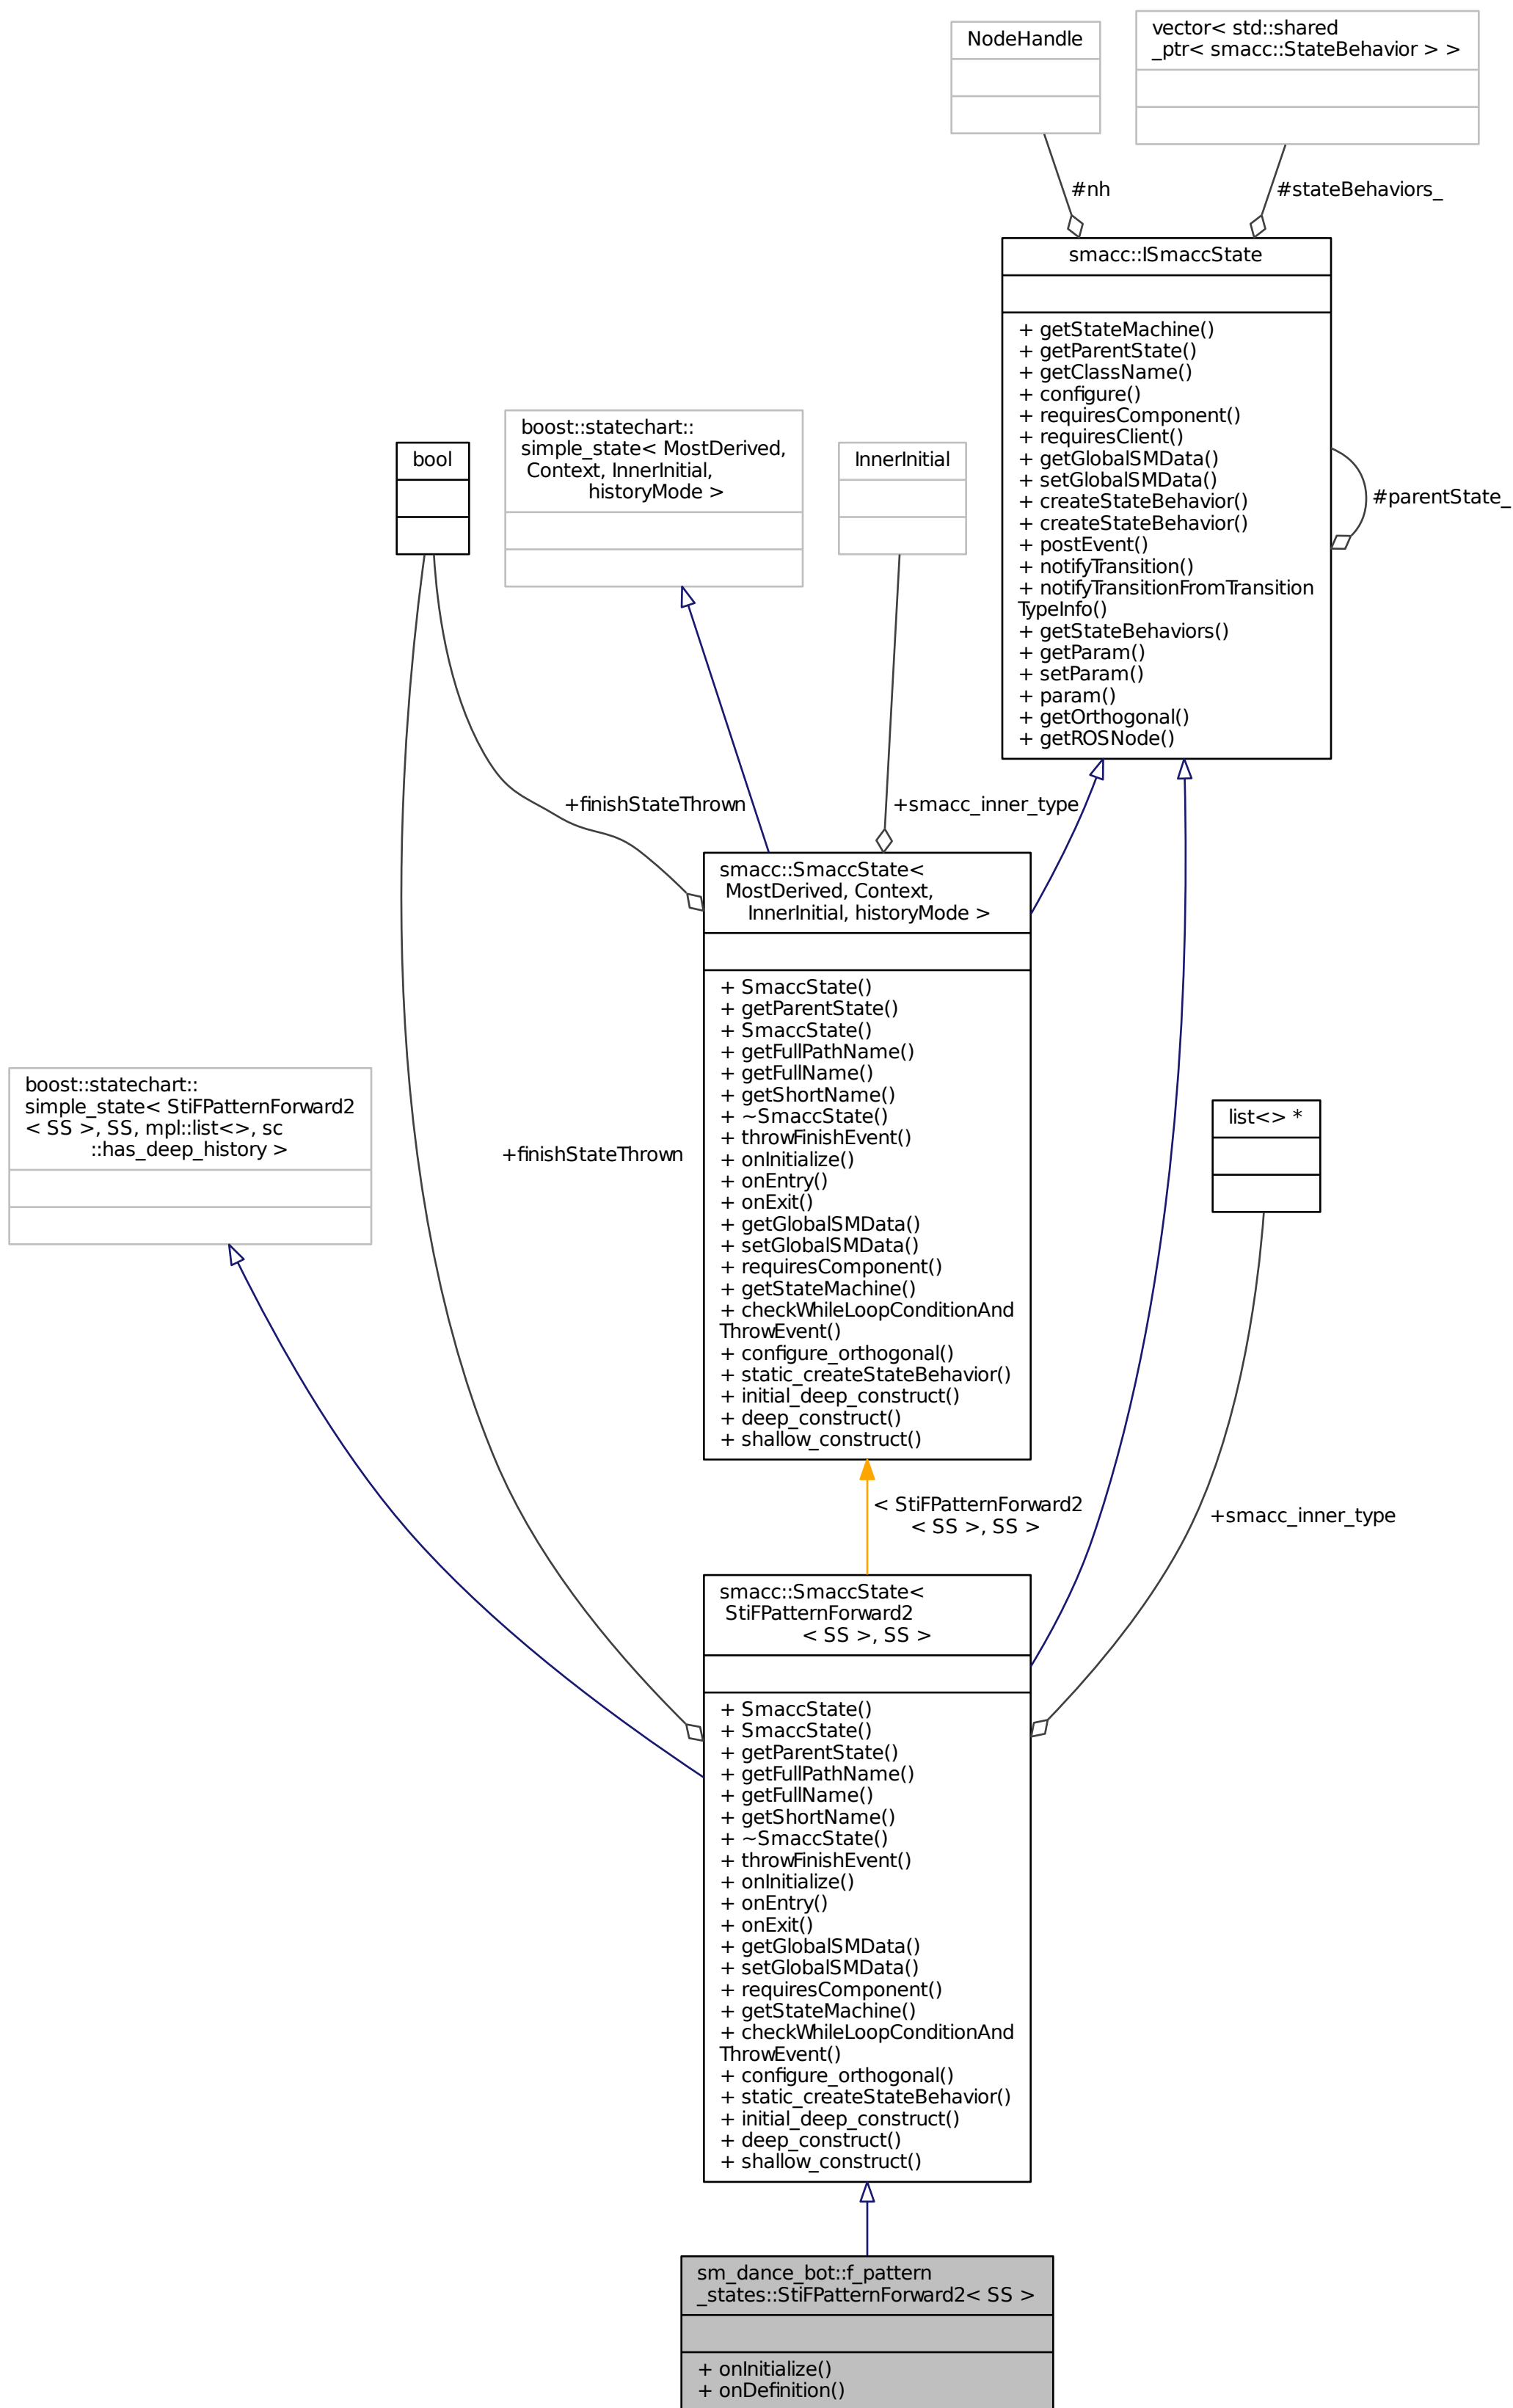 NodeHandle
vector< std::shared
_ptr< smacc::StateBehavior > >
#nh
#stateBehaviors_
smacc::ISmaccState
+ getStateMachine()
+ getParentState()
+ getClassName()
+ configure()
+ requiresComponent()
+ requiresClient()
+ getGlobalSMData()
+ setGlobalSMData()
+ createStateBehavior()
+ createStateBehavior()
+ postEvent()
+ notifyTransition()
+ notifyTransitionFromTransition
TypeInfo()
+ getStateBehaviors()
+ getParam()
+ setParam()
+ param()
+ getOrthogonal()
+ getROSNode()
#parentState_
bool
boost::statechart::
simple_state< MostDerived,
Context, InnerInitial,
historyMode >
InnerInitial
+finishStateThrown
+smacc_inner_type
smacc::SmaccState<
MostDerived, Context,
InnerInitial, historyMode >
+ SmaccState()
+ getParentState()
+ SmaccState()
+ getFullPathName()
+ getFullName()
+ getShortName()
+ ~SmaccState()
+ throwFinishEvent()
+ onInitialize()
+ onEntry()
+ onExit()
+ getGlobalSMData()
+ setGlobalSMData()
+ requiresComponent()
+ getStateMachine()
+ checkWhileLoopConditionAnd
ThrowEvent()
+ configure_orthogonal()
+ static_createStateBehavior()
+ initial_deep_construct()
+ deep_construct()
+ shallow_construct()
boost::statechart::
simple_state< StiFPatternForward2
< SS >, SS, mpl::list<>, sc
::has_deep_history >
+finishStateThrown
list<> *
< StiFPatternForward2
< SS >, SS >
+smacc_inner_type
smacc::SmaccState<
StiFPatternForward2
< SS >, SS >
+ SmaccState()
+ SmaccState()
+ getParentState()
+ getFullPathName()
+ getFullName()
+ getShortName()
+ ~SmaccState()
+ throwFinishEvent()
+ onInitialize()
+ onEntry()
+ onExit()
+ getGlobalSMData()
+ setGlobalSMData()
+ requiresComponent()
+ getStateMachine()
+ checkWhileLoopConditionAnd
ThrowEvent()
+ configure_orthogonal()
+ static_createStateBehavior()
+ initial_deep_construct()
+ deep_construct()
+ shallow_construct()
sm_dance_bot::f_pattern
_states::StiFPatternForward2< SS >
+ onInitialize()
+ onDefinition()